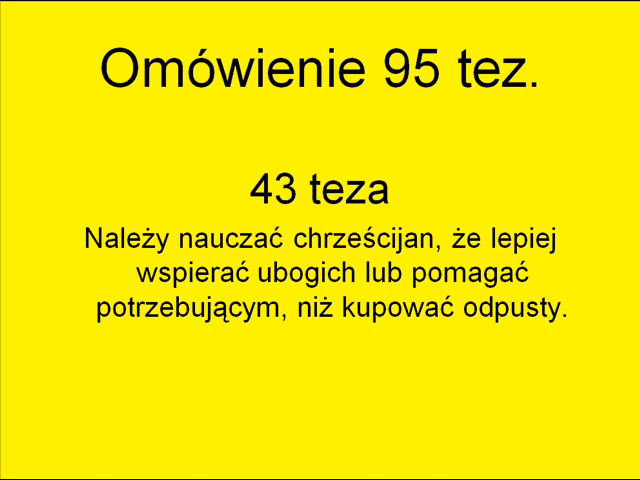 Omówienie 95 tez.
43 teza
Należy nauczać chrześcijan, że lepiej
wspierać ubogich lub pomagać
potrzebującym, niż kupować odpusty.